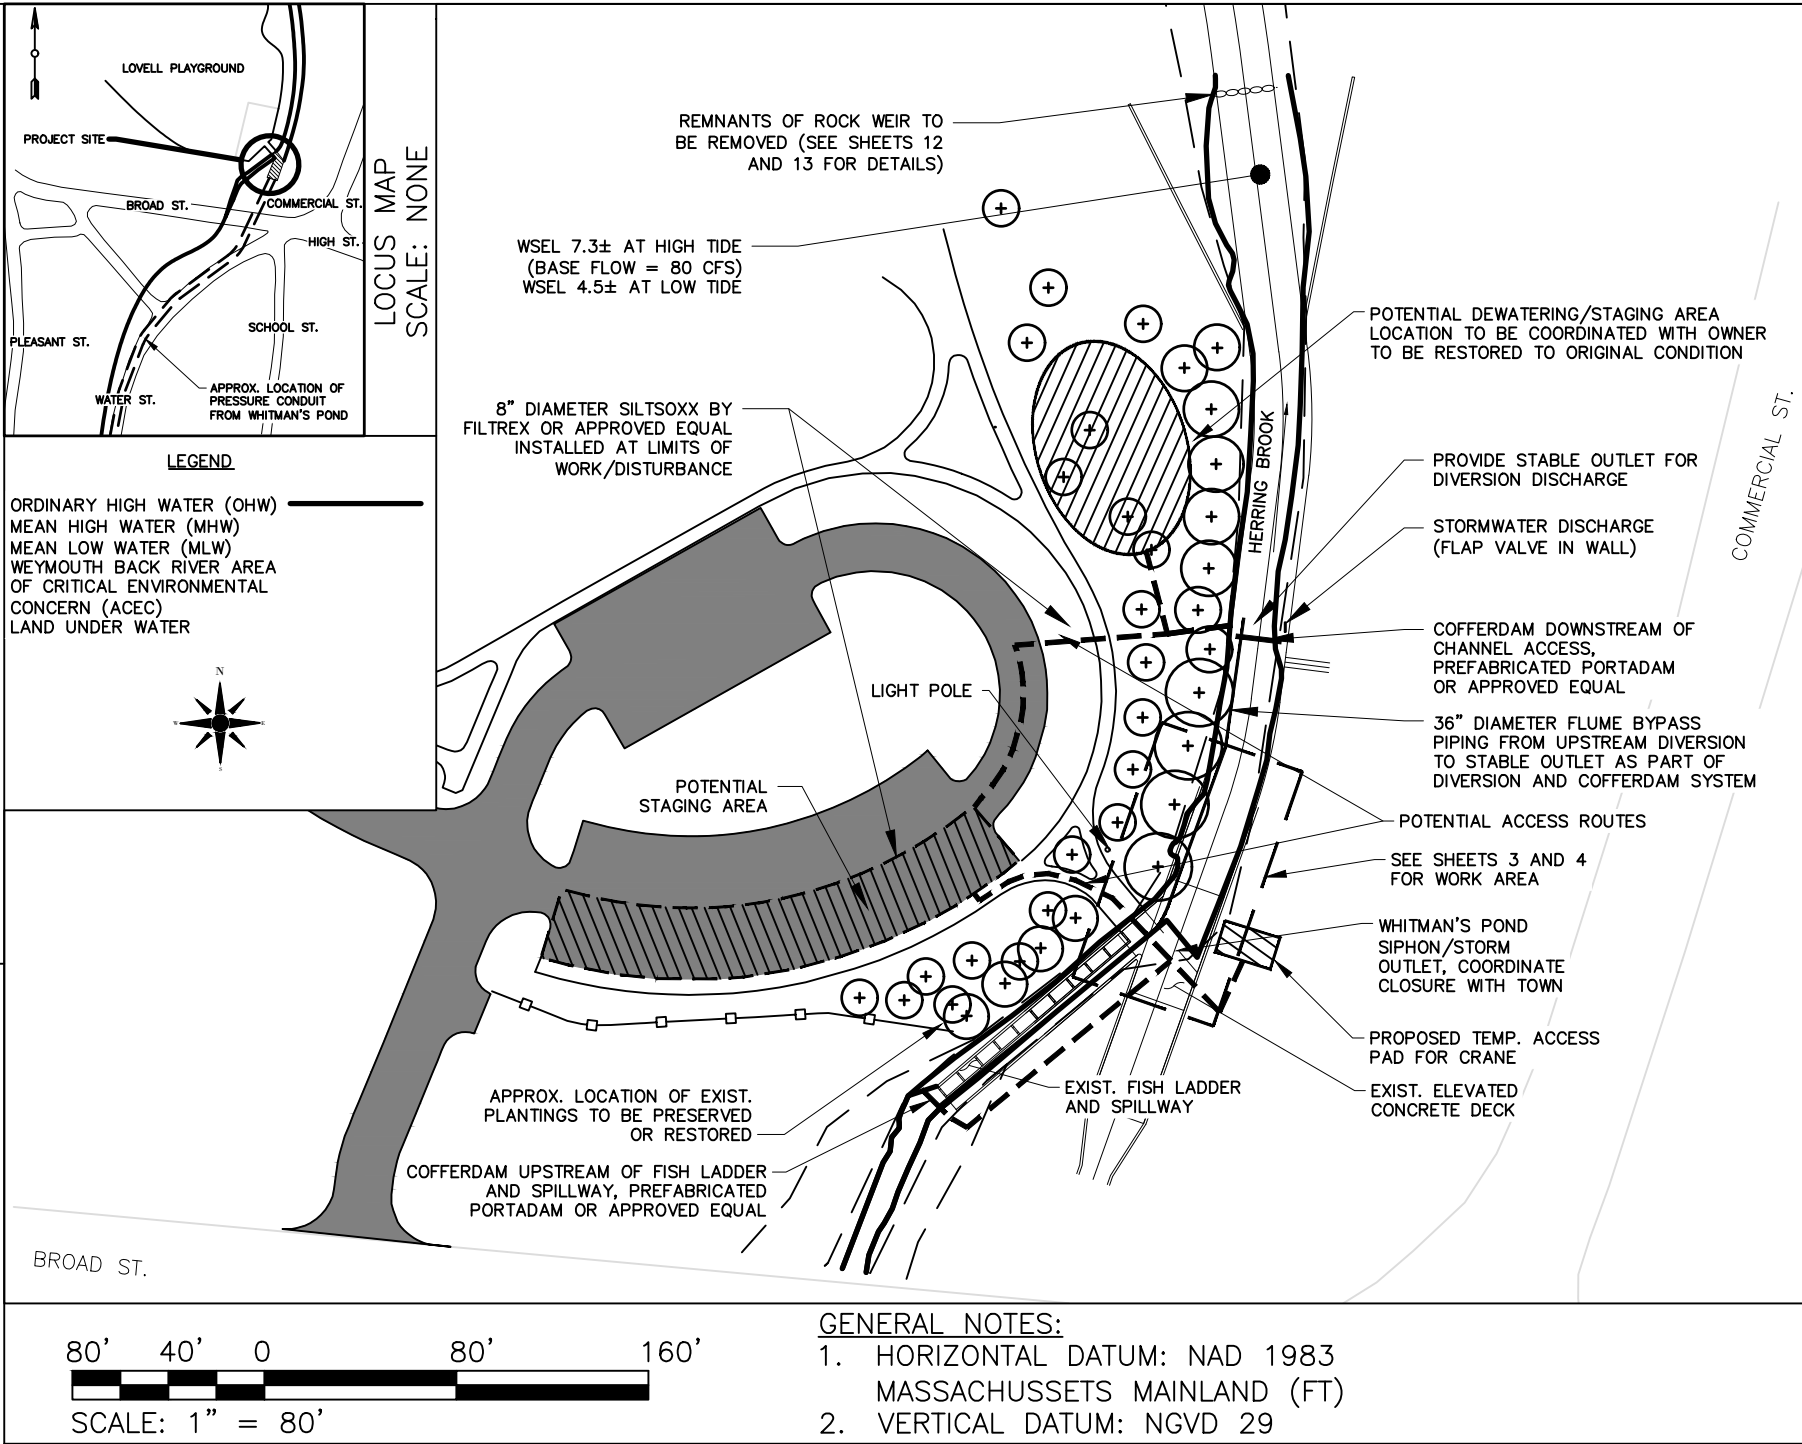 LOVELL PLAYGROUND
PROJECT SITE
BROAD ST.
COMMERCIAL ST.
HIGH ST.
SCHOOL ST.
PLEASANT ST.
WATER ST.
APPROX. LOCATION OF
PRESSURE CONDUIT
FROM WHITMAN'S POND
LOCUS MAP
SCALE: NONE
LEGEND
ORDINARY HIGH WATER (OHW)
MEAN HIGH WATER (MHW)
MEAN LOW WATER (MLW)
WEYMOUTH BACK RIVER AREA
OF CRITICAL ENVIRONMENTAL
CONCERN (ACEC)
LAND UNDER WATER
N
W
E
S
REMNANTS OF ROCK WEIR TO
BE REMOVED (SEE SHEETS 12
AND 13 FOR DETAILS)
WSEL 7.3± AT HIGH TIDE
(BASE FLOW = 80 CFS)
WSEL 4.5± AT LOW TIDE
8" DIAMETER SILTSOXX BY
FILTREX OR APPROVED EQUAL
INSTALLED AT LIMITS OF
WORK/DISTURBANCE
POTENTIAL DEWATERING/STAGING AREA
LOCATION TO BE COORDINATED WITH OWNER
TO BE RESTORED TO ORIGINAL CONDITION
HERRING BROOK
COMMERCIAL ST.
PROVIDE STABLE OUTLET FOR
DIVERSION DISCHARGE
STORMWATER DISCHARGE
(FLAP VALVE IN WALL)
COFFERDAM DOWNSTREAM OF
CHANNEL ACCESS,
PREFABRICATED PORTADAM
OR APPROVED EQUAL
LIGHT POLE
36" DIAMETER FLUME BYPASS
PIPING FROM UPSTREAM DIVERSION
TO STABLE OUTLET AS PART OF
DIVERSION AND COFFERDAM SYSTEM
POTENTIAL
STAGING AREA
POTENTIAL ACCESS ROUTES
SEE SHEETS 3 AND 4
FOR WORK AREA
WHITMAN'S POND
SIPHON/STORM
OUTLET, COORDINATE
CLOSURE WITH TOWN
PROPOSED TEMP. ACCESS
PAD FOR CRANE
EXIST. ELEVATED
CONCRETE DECK
EXIST. FISH LADDER
AND SPILLWAY
APPROX. LOCATION OF EXIST.
PLANTINGS TO BE PRESERVED
OR RESTORED
COFFERDAM UPSTREAM OF FISH LADDER
AND SPILLWAY, PREFABRICATED
PORTADAM OR APPROVED EQUAL
BROAD ST.
80' 40' 0 80' 160'
SCALE: 1" = 80'
GENERAL NOTES:
1. HORIZONTAL DATUM: NAD 1983
MASSACHUSSETS MAINLAND (FT)
2. VERTICAL DATUM: NGVD 29